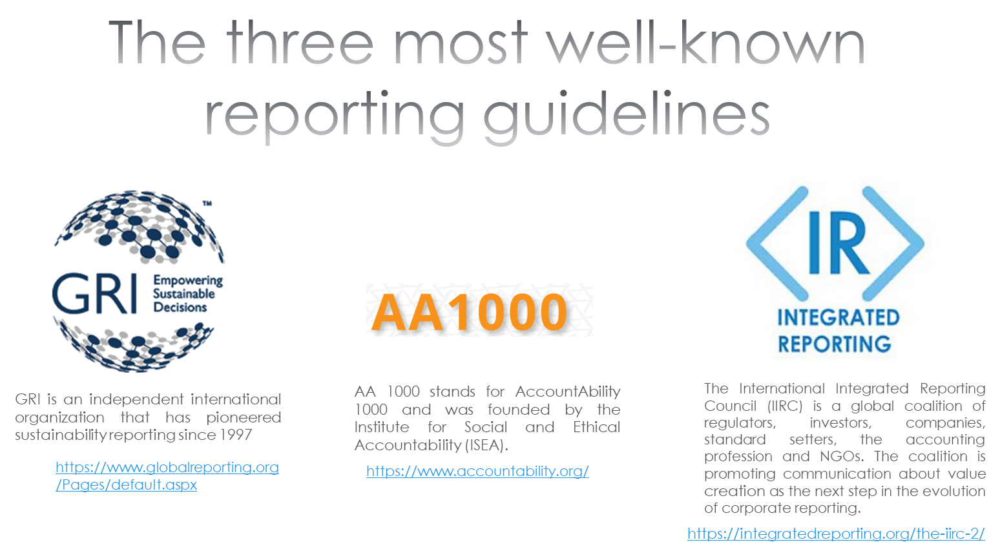 The three most well-known
reporting guidelines
TM
GRI
Empowering
Sustainable
Decisions
GRI is an independent international
organization that has pioneered
sustainability reporting since 1997
https://www.globalreporting.org
/Pages/default.aspx
AA1000
AA 1000 stands for AccountAbility
1000 and was founded by the
Institute for Social and Ethical
Accountability (ISEA).
https://www.accountability.org/
IR
INTEGRATED
REPORTING
The International Integrated Reporting
Council (IIRC) is a global coalition of
regulators, investors, companies,
standard setters, the accounting
profession and NGOs. The coalition is
promoting communication about value
creation as the next step in the evolution
of corporate reporting.
https://integratedreporting.org/the-iirc-2/